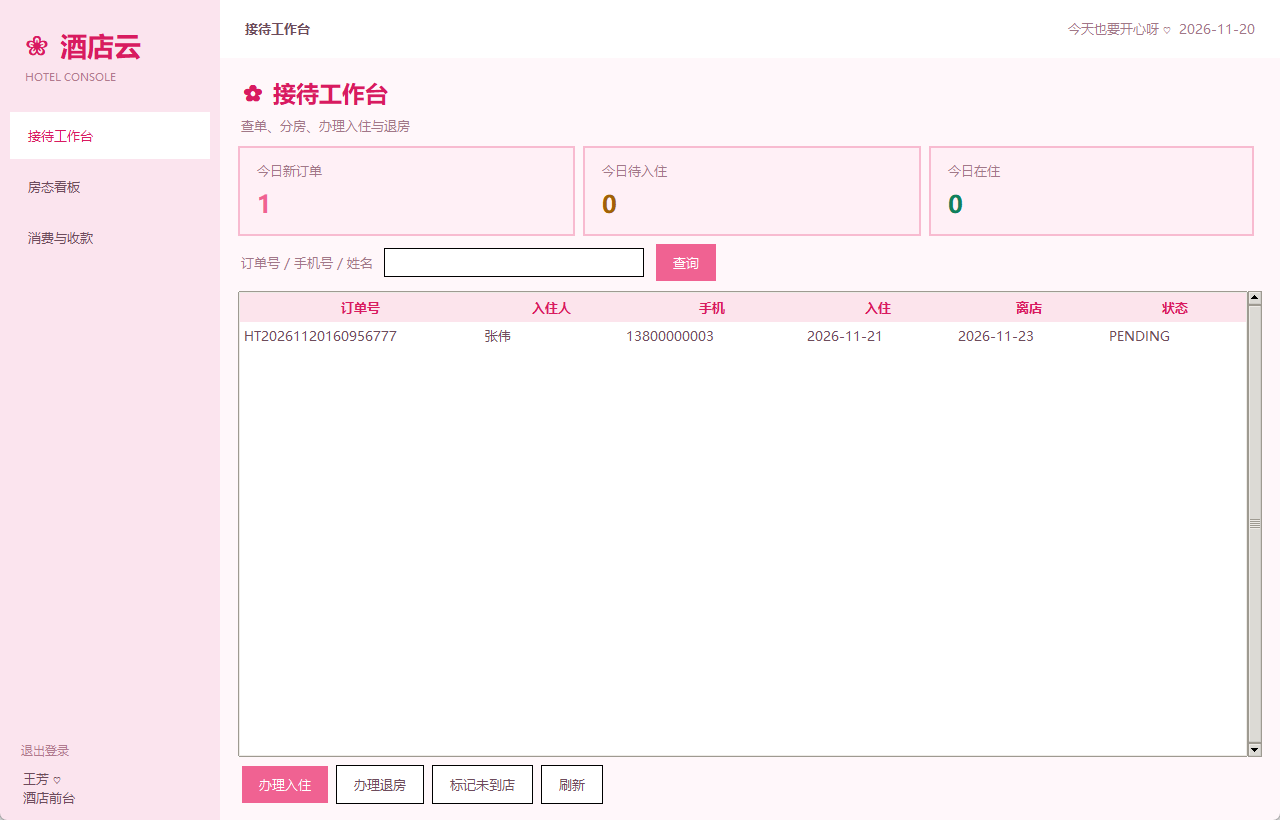 ❀ 酒店云
HOTEL CONSOLE
接待工作台
房态看板
消费与收款
退出登录
王芳 ♡
酒店前台
接待工作台
今天也要开心呀 ♡ 2026-11-20
✿ 接待工作台
查单、分房、办理入住与退房
今日新订单
1
今日待入住
0
今日在住
0
订单号 / 手机号 / 姓名 查询
订单号 入住人 手机 入住 离店 状态
HT20261120160956777 张伟 13800000003 2026-11-21 2026-11-23 PENDING
办理入住 办理退房 标记未到店 刷新